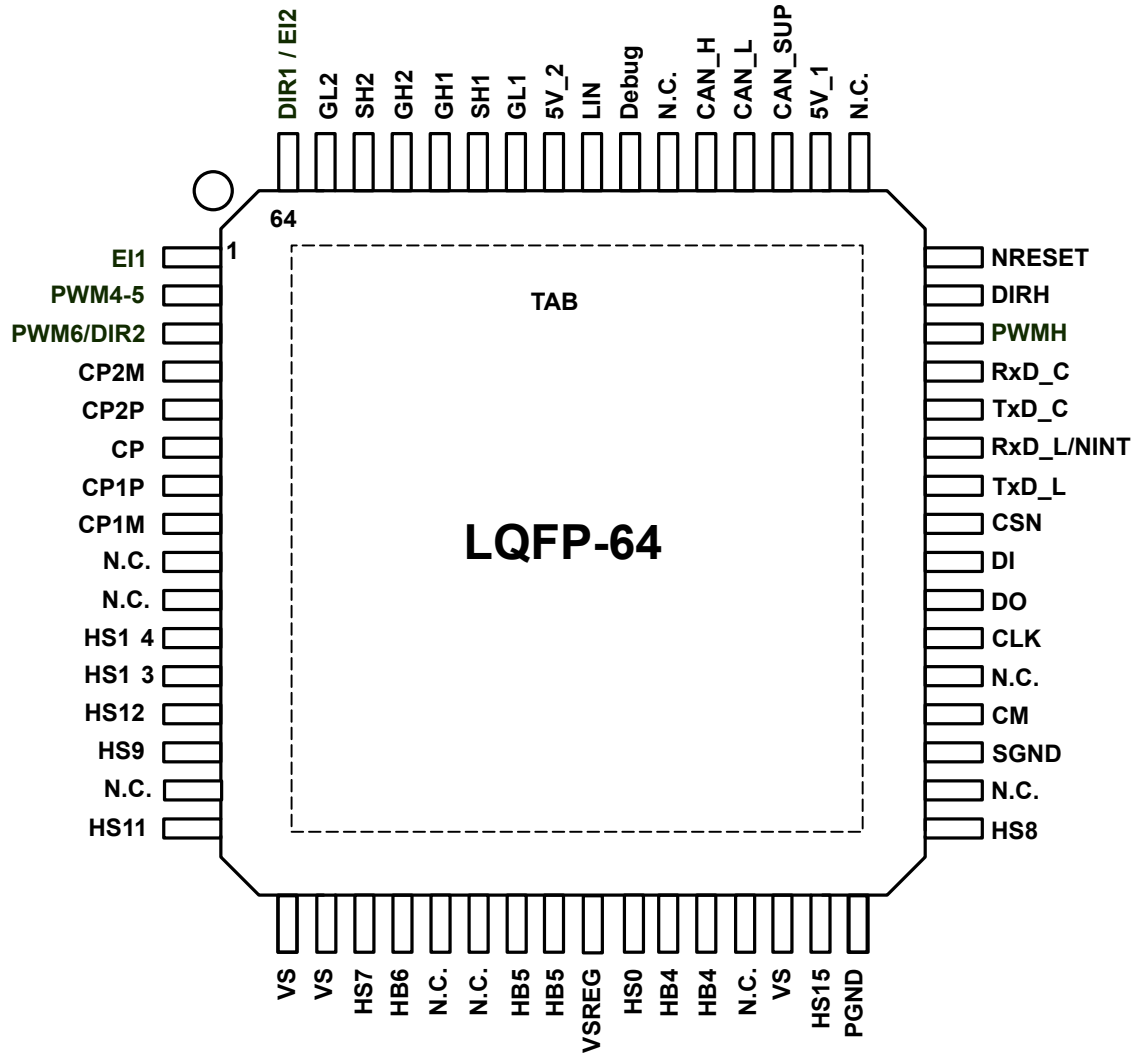 DIR1 / EI2
GL2
SH2
GH2
GH1
SH1
GL1
5V_2
LIN
Debug
N.C.
CAN_H
CAN_L
CAN_SUP
5V_1
N.C.
64
1
EI1
PWM4-5
PWM6/DIR2
CP2M
CP2P
CP
CP1P
CP1M
N.C.
N.C.
HS1 4
HS1 3
HS12
HS9
N.C.
HS11
TAB
LQFP-64
NRESET
DIRH
PWMH
RxD_C
TxD_C
RxD_L/NINT
TxD_L
CSN
DI
DO
CLK
N.C.
CM
SGND
N.C.
HS8
VS
VS
HS7
HB6
N.C.
N.C.
HB5
HB5
VSREG
HS0
HB4
HB4
N.C.
VS
HS15
PGND